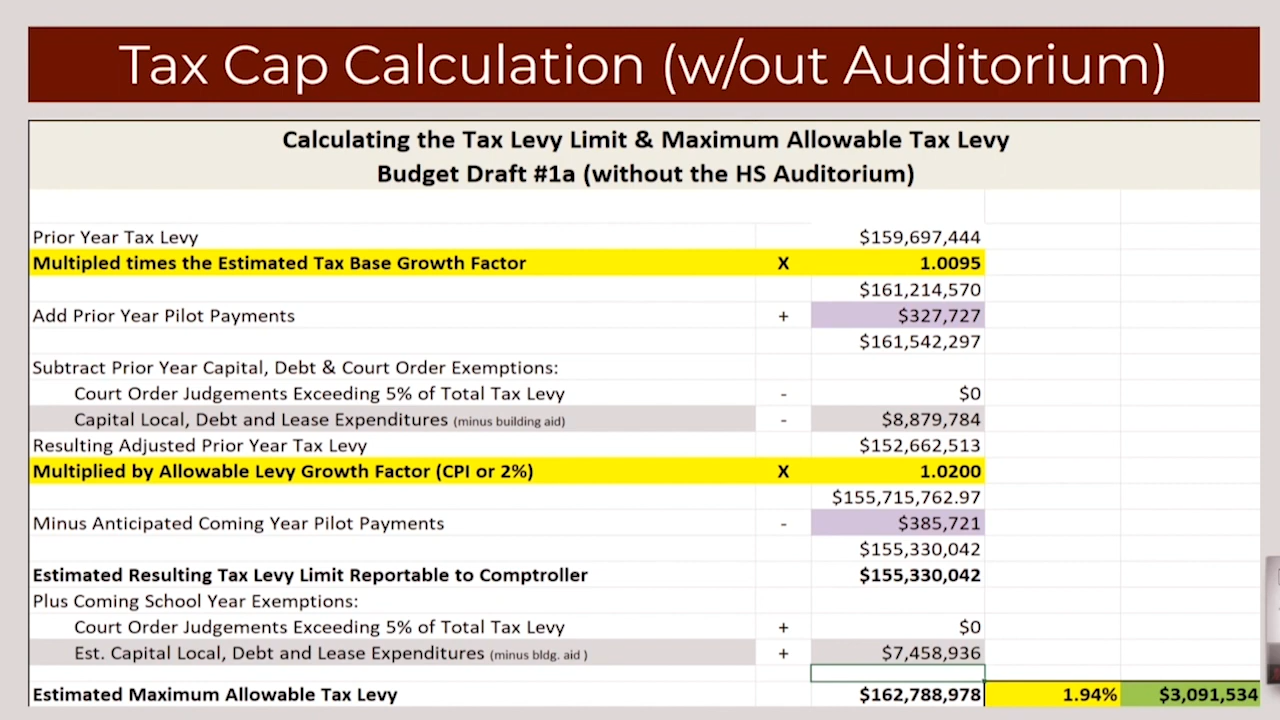 Tax Cap Calculation (w/out Auditorium)
Calculating the Tax Levy Limit & Maximum Allowable Tax Levy
Budget Draft #1a (without the HS Auditorium)
Prior Year Tax Levy $159,697,444
Multipled times the Estimated Tax Base Growth Factor X 1.0095
$161,214,570
Add Prior Year Pilot Payments + $327,727
$161,542,297
Subtract Prior Year Capital, Debt & Court Order Exemptions:
Court Order Judgements Exceeding 5% of Total Tax Levy - $0
Capital Local, Debt and Lease Expenditures (minus building aid) - $8,879,784
Resulting Adjusted Prior Year Tax Levy $152,662,513
Multiplied by Allowable Levy Growth Factor (CPI or 2%) X 1.0200
$155,715,762.97
Minus Anticipated Coming Year Pilot Payments - $385,721
$155,330,042
Estimated Resulting Tax Levy Limit Reportable to Comptroller $155,330,042
Plus Coming School Year Exemptions:
Court Order Judgements Exceeding 5% of Total Tax Levy + $0
Est. Capital Local, Debt and Lease Expenditures (minus bldg. aid ) + $7,458,936
Estimated Maximum Allowable Tax Levy $162,788,978 1.94% $3,091,534